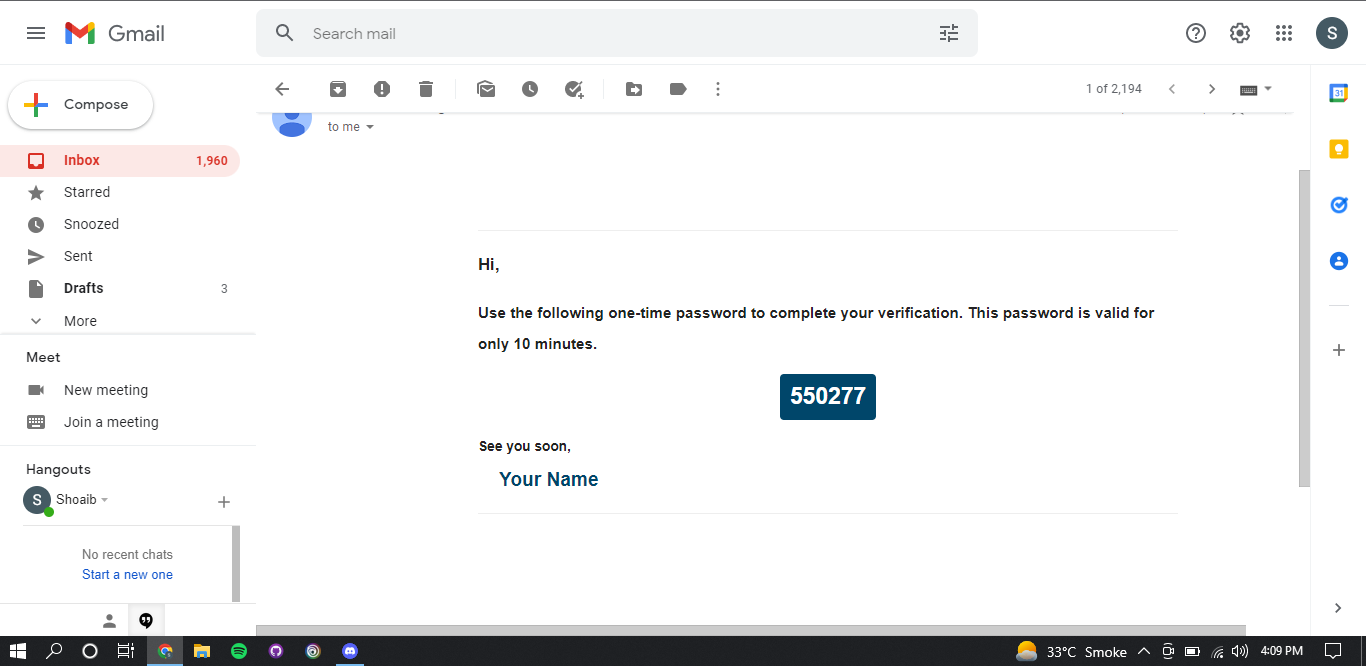 Gmail
Search mail
S
Compose
1 of 2,194
31
to me
Inbox 1,960
Starred
Snoozed
Sent
Drafts 3
More
Hi,
Use the following one-time password to complete your verification. This password is valid for
only 10 minutes.
550277
See you soon,
Your Name
Meet
New meeting
Join a meeting
Hangouts
S Shoaib
No recent chats
Start a new one
33°C Smoke
4:09 PM